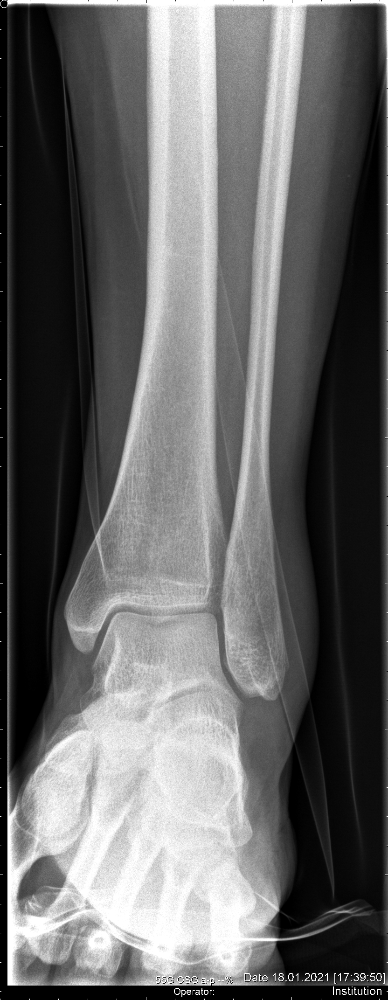 55G OSG a-p --% Date 18.01.2021 [17:39:50]
Operator: Institution -